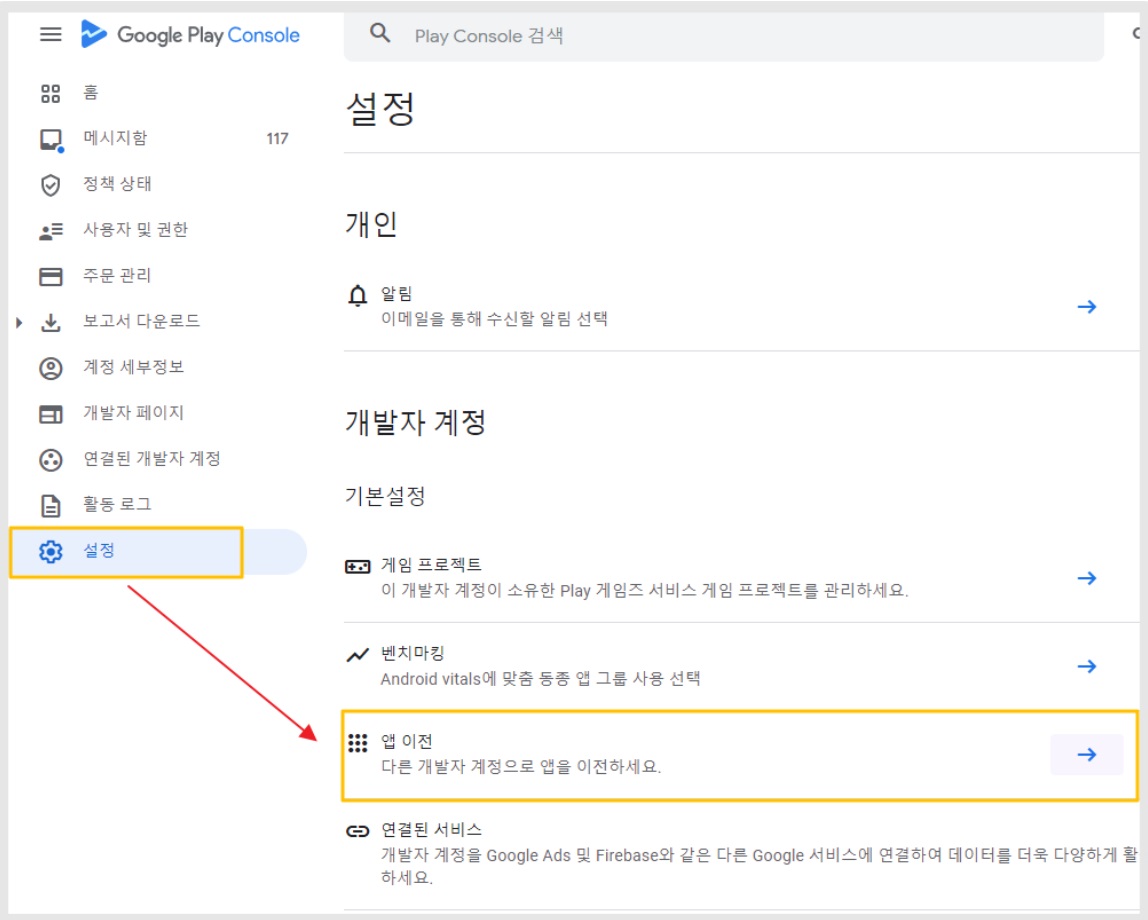 Google Play Console
Play Console 검색
홈
메시지함 117
정책 상태
사용자 및 권한
주문 관리
보고서 다운로드
계정 세부정보
개발자 페이지
연결된 개발자 계정
활동 로그
설정
설정
개인
알림
이메일을 통해 수신할 알림 선택
개발자 계정
기본설정
게임 프로젝트
이 개발자 계정이 소유한 Play 게임즈 서비스 게임 프로젝트를 관리하세요.
벤치마킹
Android vitals에 맞춤 동종 앱 그룹 사용 선택
앱 이전
다른 개발자 계정으로 앱을 이전하세요.
연결된 서비스
개발자 계정을 Google Ads 및 Firebase와 같은 다른 Google 서비스에 연결하여 데이터를 더욱 다양하게 활
하세요.